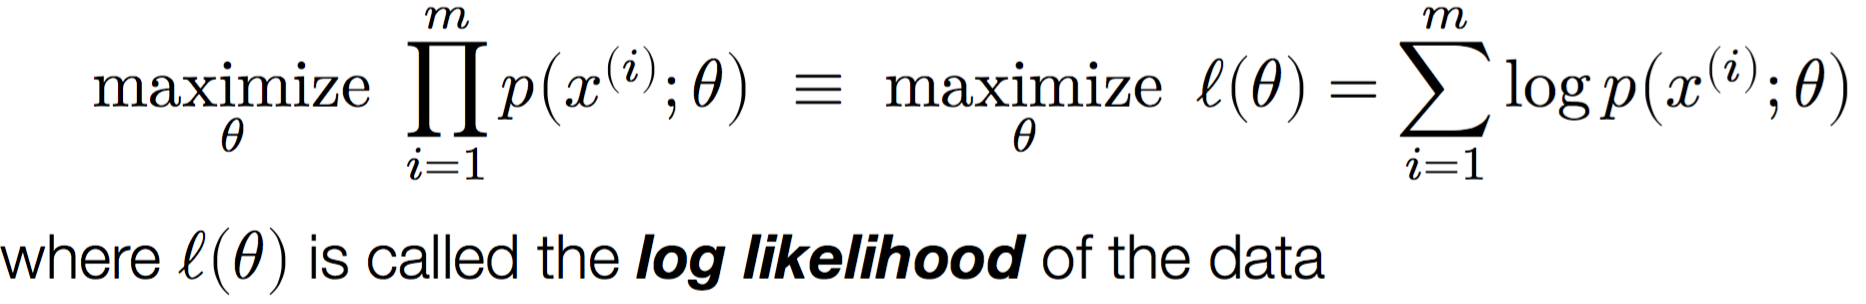 maximize_θ ∏_{i=1}^{m} p(x^{(i)}; θ) ≡ maximize_θ ℓ(θ) = ∑_{i=1}^{m} log p(x^{(i)}; θ)
where ℓ(θ) is called the log likelihood of the data